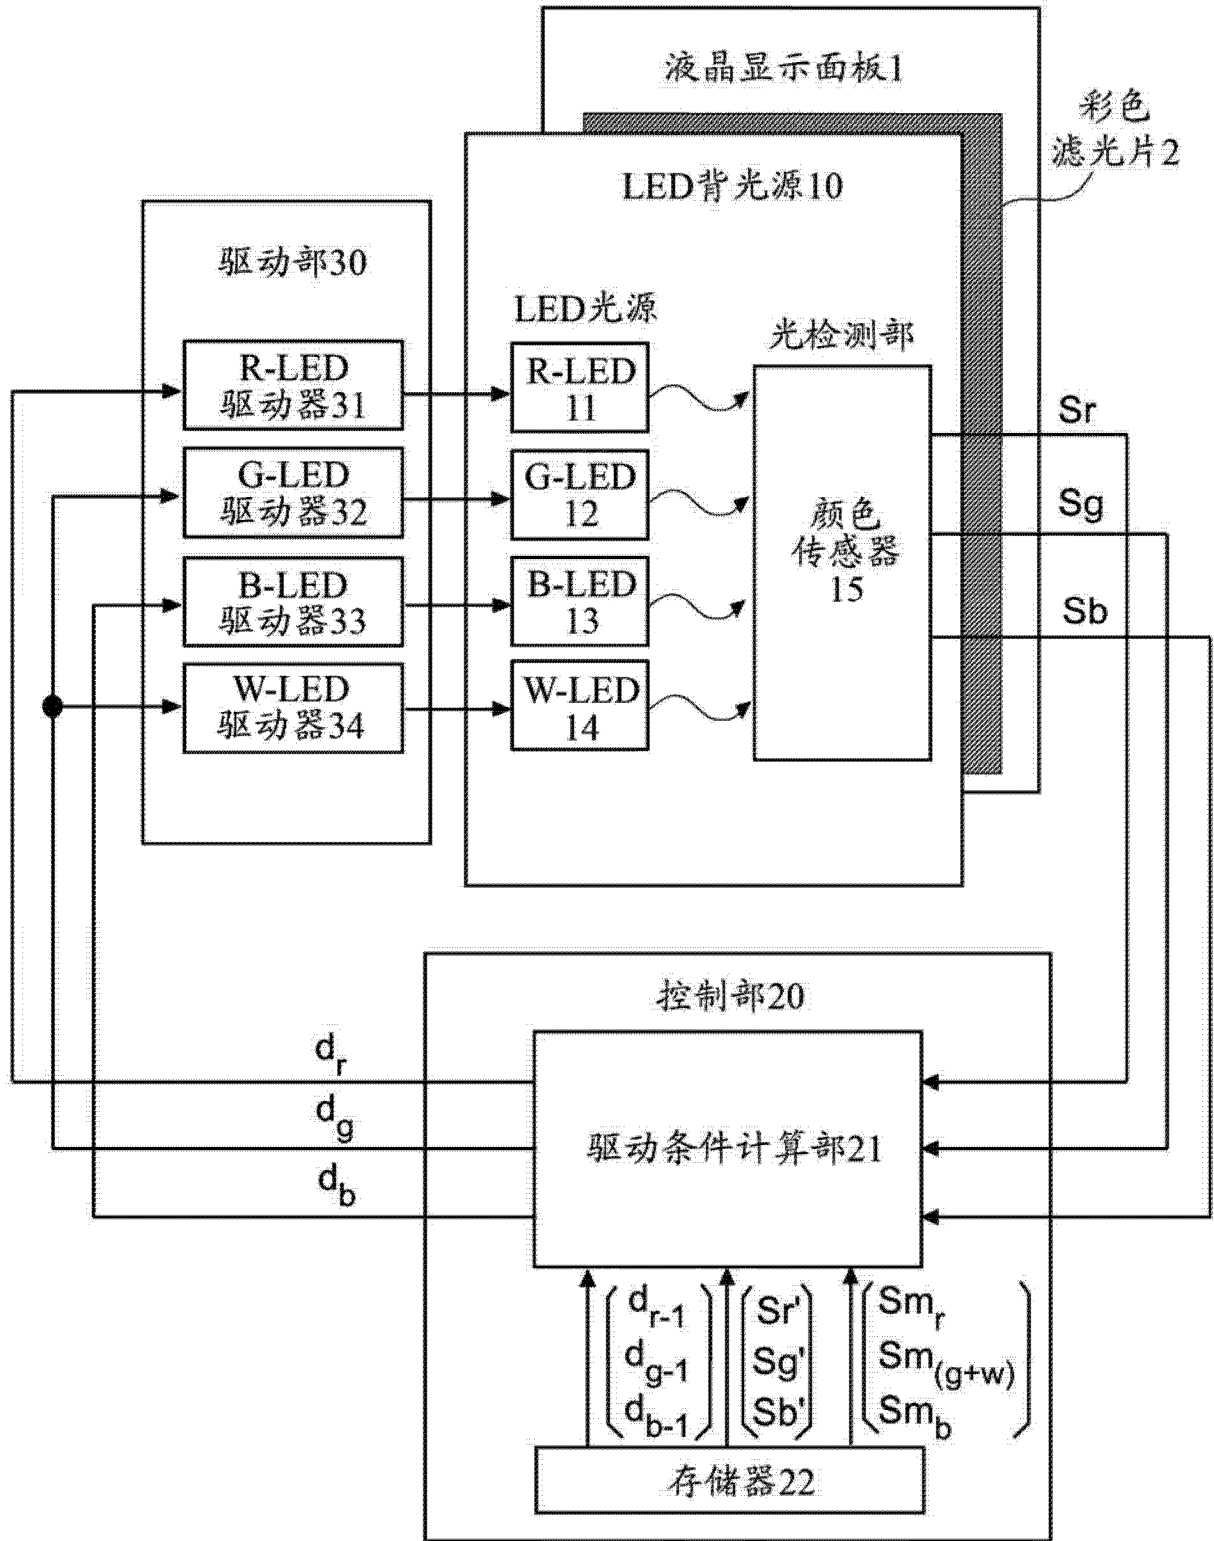 液晶显示面板1
彩色
滤光片2
LED背光源10
驱动部30
LED光源
光检测部
R-LED
驱动器31
R-LED
11
Sr
G-LED
驱动器32
G-LED
12
Sg
颜色
传感器
15
B-LED
驱动器33
B-LED
13
Sb
W-LED
驱动器34
W-LED
14
控制部20
dr
dg
db
驱动条件计算部21
dr-1
dg-1
db-1
Sr'
Sg'
Sb'
Smr
Sm(g+w)
Smb
存储器22